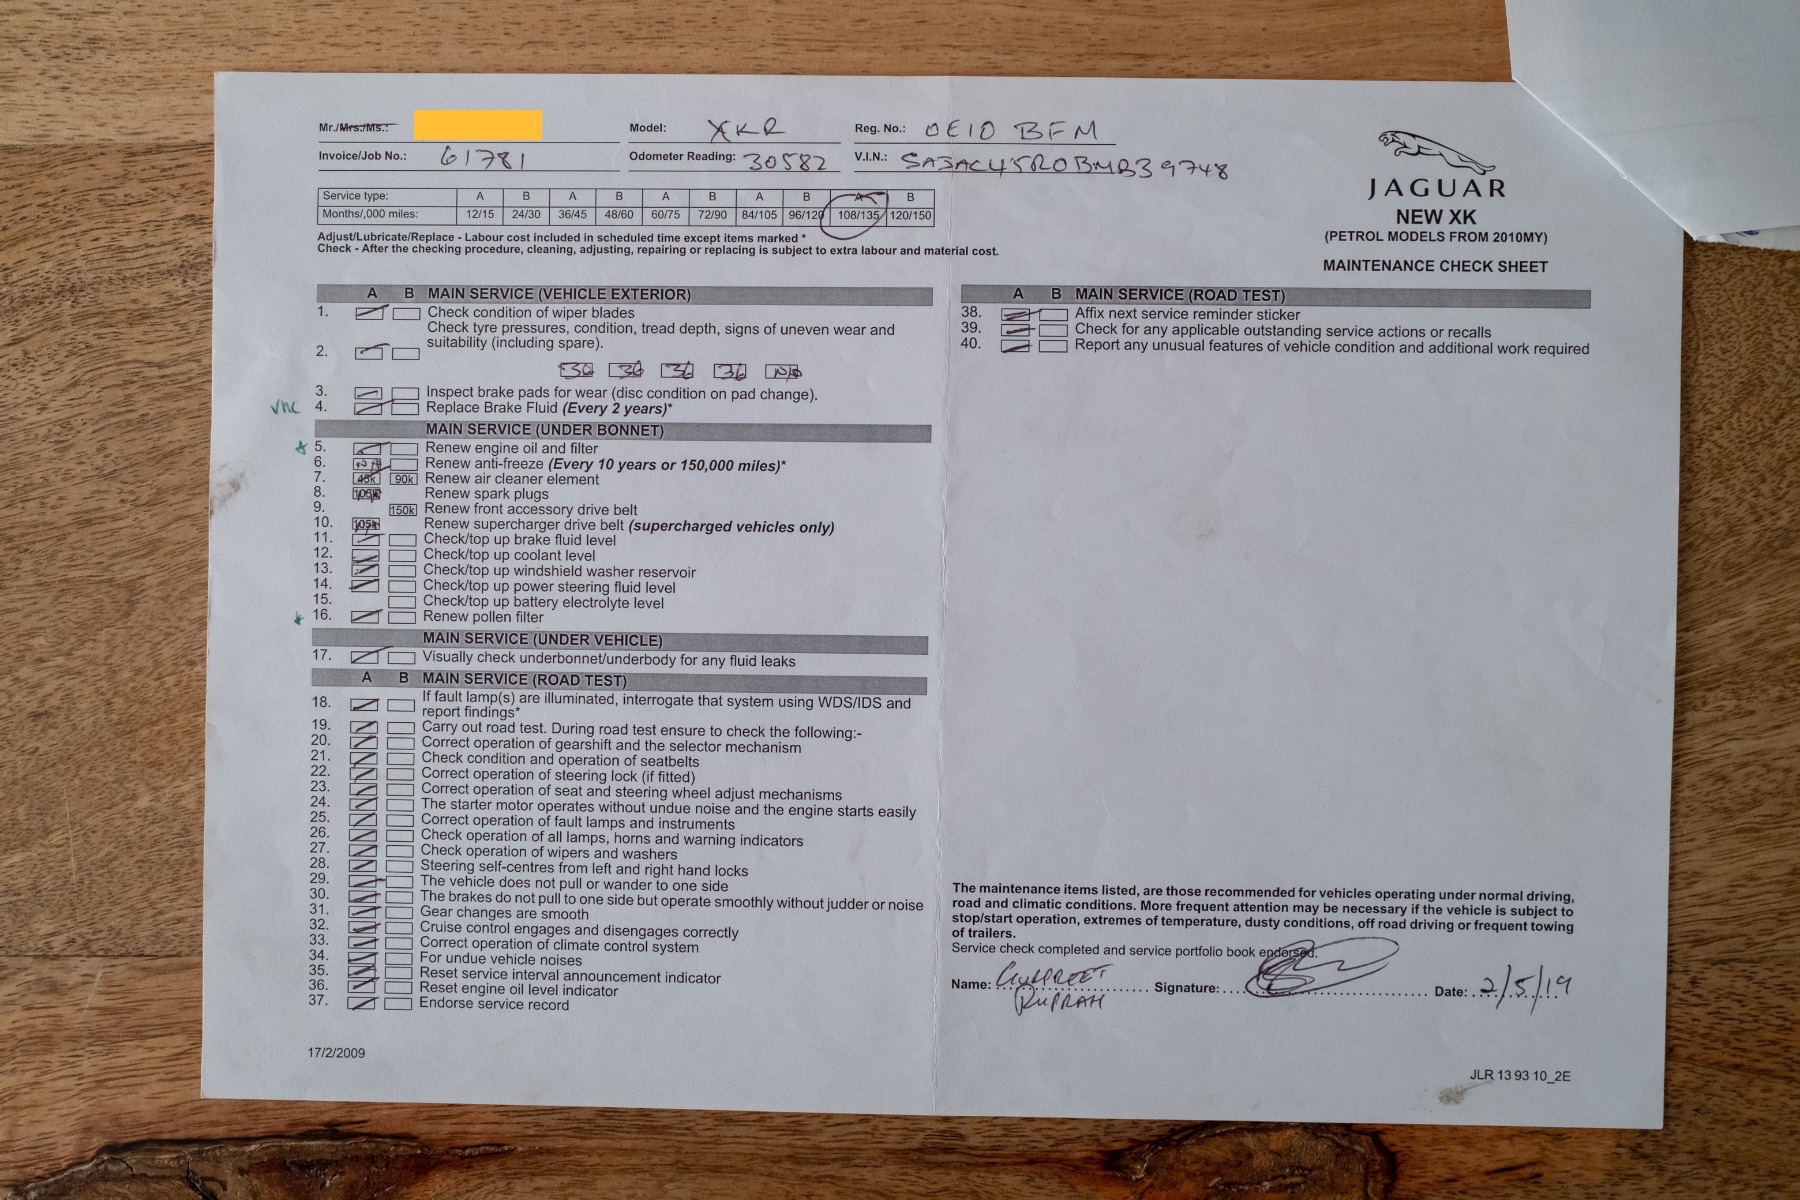 Mr./Mrs./Ms.:
Model: XKR
Reg. No.: OE10 BFM
Invoice/Job No.: 61781
Odometer Reading: 30582
V.I.N.:
JAGUAR
NEW XK
(PETROL MODELS FROM 2010MY)
MAINTENANCE CHECK SHEET
Service type: A B A B A B A B A B
Months/,000 miles: 12/15 24/30 36/45 48/60 60/75 72/90 84/105 96/120 108/135 120/150
Adjust/Lubricate/Replace - Labour cost included in scheduled time except items marked *
Check - After the checking procedure, cleaning, adjusting, repairing or replacing is subject to extra labour and material cost.
A B MAIN SERVICE (VEHICLE EXTERIOR)
1. Check condition of wiper blades
Check tyre pressures, condition, tread depth, signs of uneven wear and
2. suitability (including spare).
36 36 36 36 N/A
3. Inspect brake pads for wear (disc condition on pad change).
4. Replace Brake Fluid (Every 2 years)*
MAIN SERVICE (UNDER BONNET)
5. Renew engine oil and filter
6. N/A Renew anti-freeze (Every 10 years or 150,000 miles)*
7. 45k 90k Renew air cleaner element
8. 105k Renew spark plugs
9. 150k Renew front accessory drive belt
10. 105k Renew supercharger drive belt (supercharged vehicles only)
11. Check/top up brake fluid level
12. Check/top up coolant level
13. Check/top up windshield washer reservoir
14. Check/top up power steering fluid level
15. Check/top up battery electrolyte level
16. Renew pollen filter
MAIN SERVICE (UNDER VEHICLE)
17. Visually check underbonnet/underbody for any fluid leaks
A B MAIN SERVICE (ROAD TEST)
18. If fault lamp(s) are illuminated, interrogate that system using WDS/IDS and
report findings*
19. Carry out road test. During road test ensure to check the following:-
20. Correct operation of gearshift and the selector mechanism
21. Check condition and operation of seatbelts
22. Correct operation of steering lock (if fitted)
23. Correct operation of seat and steering wheel adjust mechanisms
24. The starter motor operates without undue noise and the engine starts easily
25. Correct operation of fault lamps and instruments
26. Check operation of all lamps, horns and warning indicators
27. Check operation of wipers and washers
28. Steering self-centres from left and right hand locks
29. The vehicle does not pull or wander to one side
30. The brakes do not pull to one side but operate smoothly without judder or noise
31. Gear changes are smooth
32. Cruise control engages and disengages correctly
33. Correct operation of climate control system
34. For undue vehicle noises
35. Reset service interval announcement indicator
36. Reset engine oil level indicator
37. Endorse service record
17/2/2009
A B MAIN SERVICE (ROAD TEST)
38. Affix next service reminder sticker
39. Check for any applicable outstanding service actions or recalls
40. Report any unusual features of vehicle condition and additional work required
The maintenance items listed, are those recommended for vehicles operating under normal driving,
road and climatic conditions. More frequent attention may be necessary if the vehicle is subject to
stop/start operation, extremes of temperature, dusty conditions, off road driving or frequent towing
of trailers.
Service check completed and service portfolio book endorsed.
Name: GURPREET RUPRAH Signature: Date: 2/5/19
JLR 13 93 10_2E